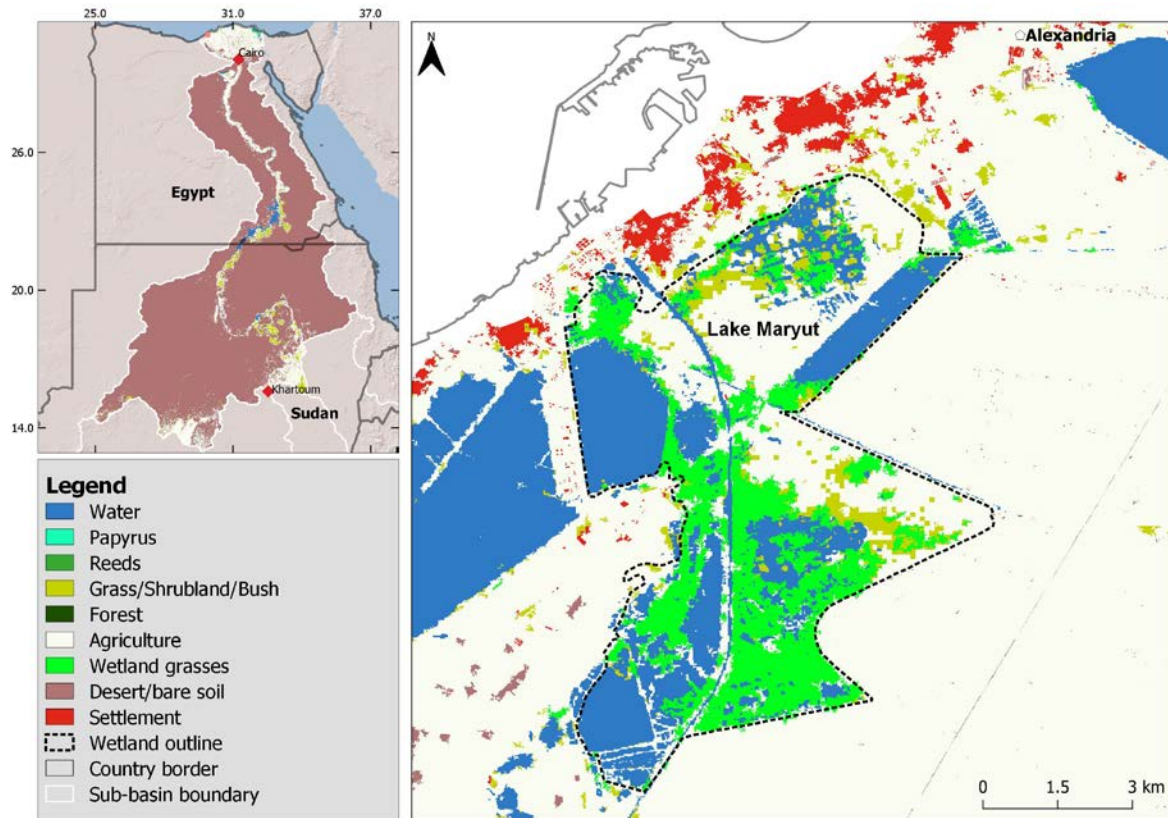 25.0 31.0 37.0
Cairo
26.0
Egypt
20.0
Khartoum
Sudan
14.0
Legend
Water
Papyrus
Reeds
Grass/Shrubland/Bush
Forest
Agriculture
Wetland grasses
Desert/bare soil
Settlement
Wetland outline
Country border
Sub-basin boundary
N
Alexandria
Lake Maryut
0 1.5 3 km